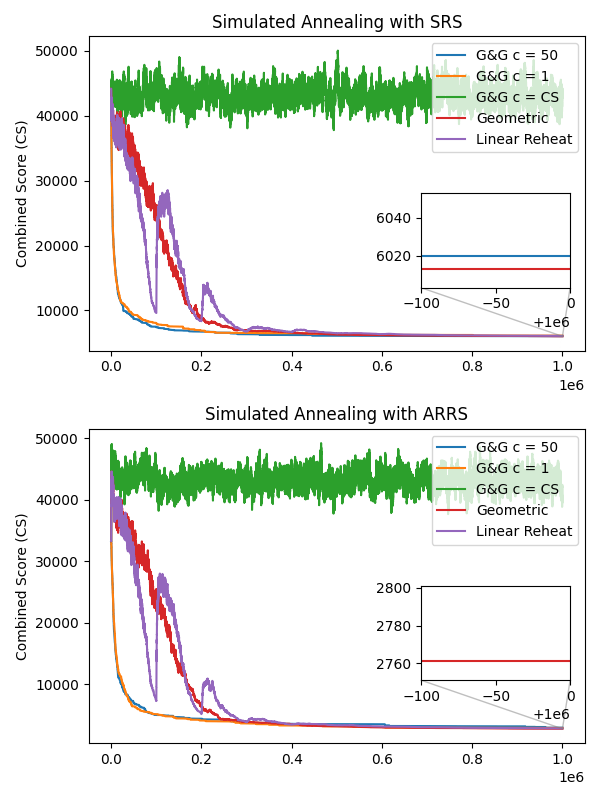 Simulated Annealing with SRS
50000
G&G c = 50
G&G c = 1
G&G c = CS
40000
Geometric
Linear Reheat
Combined Score (CS)
30000
6040
20000
6020
−100 −50 0
10000
+1e6
0.0 0.2 0.4 0.6 0.8 1.0
1e6
Simulated Annealing with ARRS
50000
G&G c = 50
G&G c = 1
G&G c = CS
40000
Geometric
Linear Reheat
Combined Score (CS)
30000
2800
2780
20000
2760
−100 −50 0
10000
+1e6
0.0 0.2 0.4 0.6 0.8 1.0
1e6